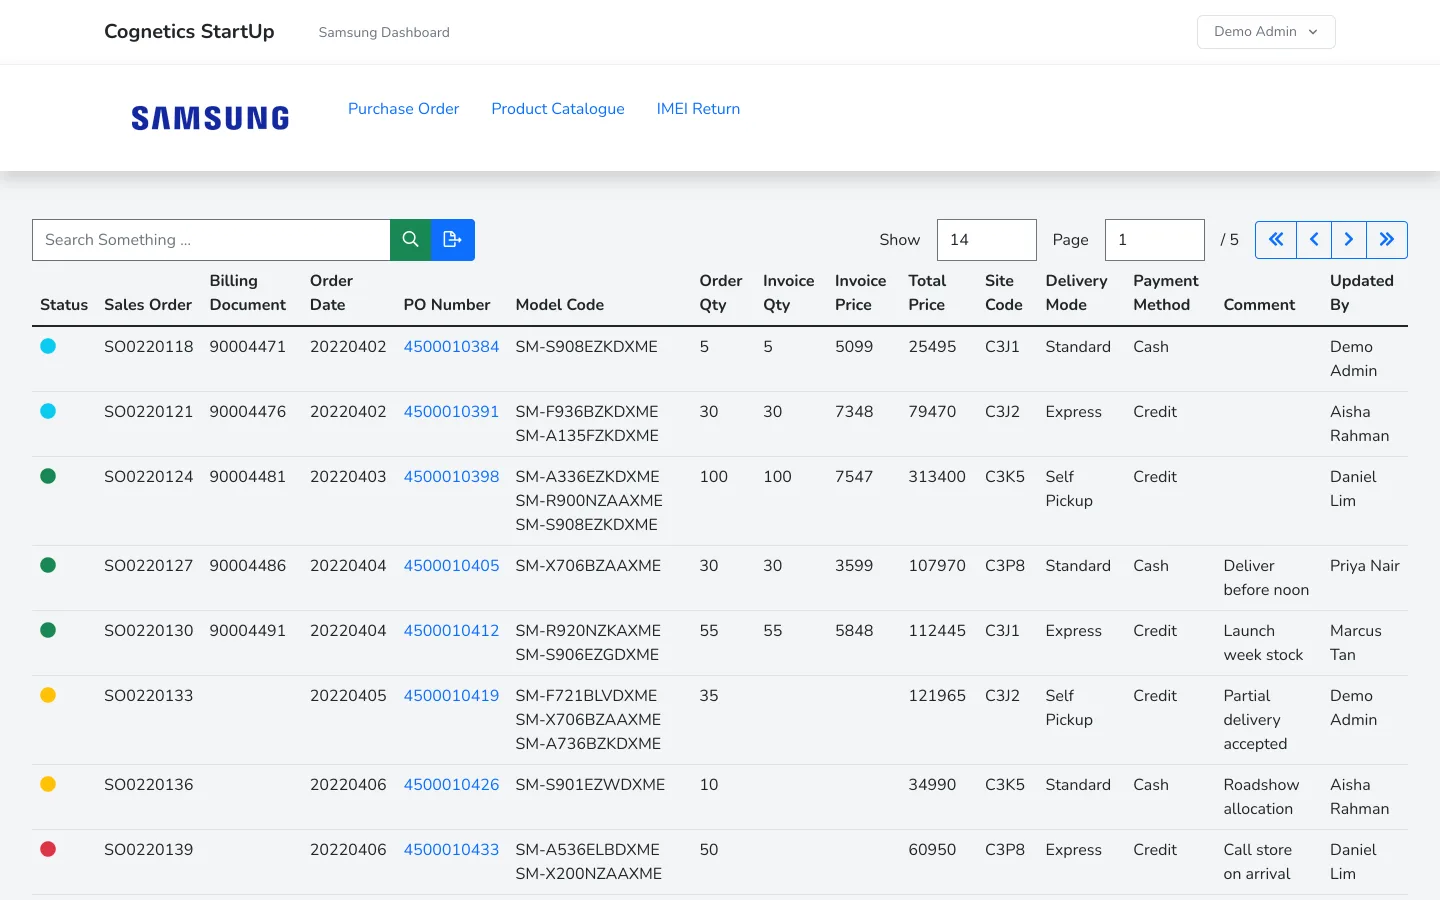 Cognetics StartUp
Samsung Dashboard
Demo Admin
SAMSUNG
Purchase Order
Product Catalogue
IMEI Return
Search Something ...
Show
14
Page
1
/ 5
Status
Sales Order
Billing
Document
Order
Date
PO Number
Model Code
Order
Qty
Invoice
Qty
Invoice
Price
Total
Price
Site
Code
Delivery
Mode
Payment
Method
Comment
Updated
By
SO0220118 90004471 20220402 4500010384 SM-S908EZKDXME 5 5 5099 25495 C3J1 Standard Cash Demo
Admin
SO0220121 90004476 20220402 4500010391 SM-F936BZKDXME 30 30 7348 79470 C3J2 Express Credit Aisha
SM-A135FZKDXME Rahman
SO0220124 90004481 20220403 4500010398 SM-A336EZKDXME 100 100 7547 313400 C3K5 Self Credit Daniel
SM-R900NZAAXME Pickup Lim
SM-S908EZKDXME
SO0220127 90004486 20220404 4500010405 SM-X706BZAAXME 30 30 3599 107970 C3P8 Standard Cash Deliver Priya Nair
before noon
SO0220130 90004491 20220404 4500010412 SM-R920NZKAXME 55 55 5848 112445 C3J1 Express Credit Launch Marcus
SM-S906EZGDXME week stock Tan
SO0220133 20220405 4500010419 SM-F721BLVDXME 35 121965 C3J2 Self Credit Partial Demo
SM-X706BZAAXME Pickup delivery Admin
SM-A736BZKDXME accepted
SO0220136 20220406 4500010426 SM-S901EZWDXME 10 34990 C3K5 Standard Cash Roadshow Aisha
allocation Rahman
SO0220139 20220406 4500010433 SM-A536ELBDXME 50 60950 C3P8 Express Credit Call store Daniel
SM-X200NZAAXME on arrival Lim